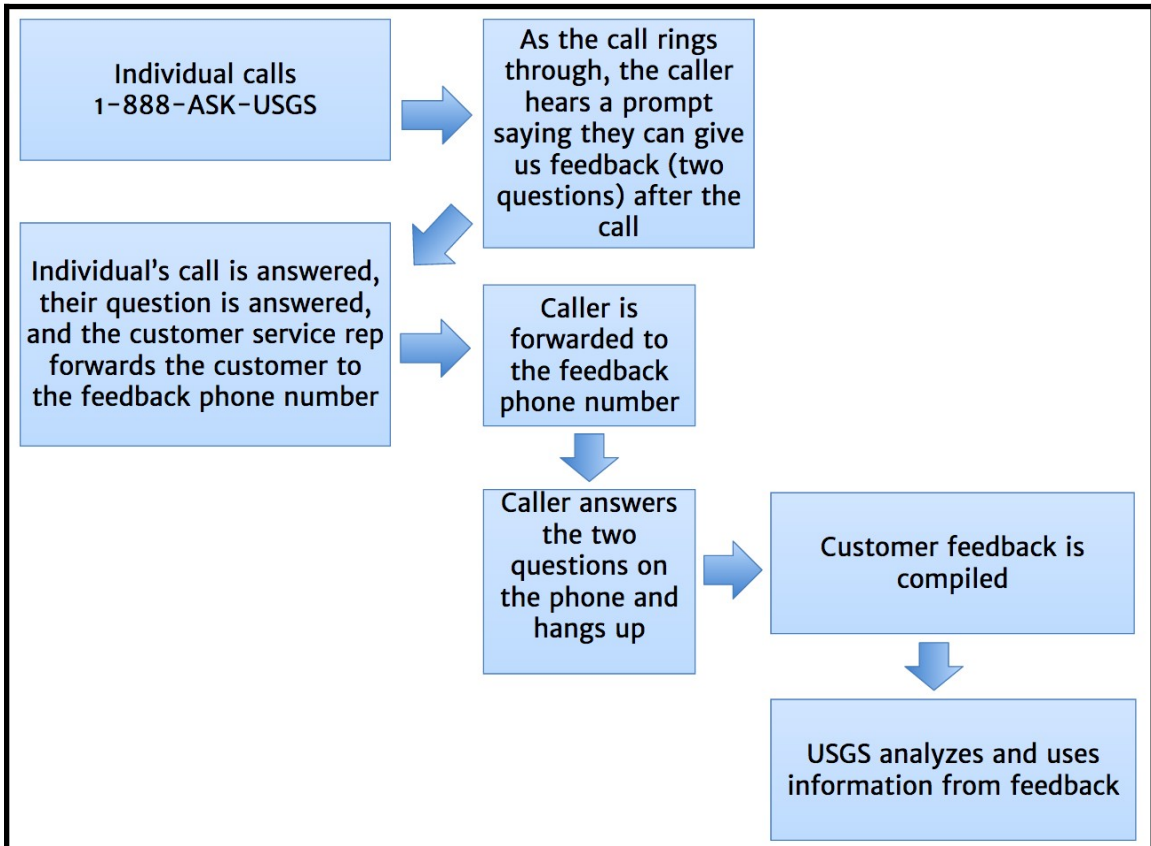 Individual calls
1-888-ASK-USGS
As the call rings
through, the caller
hears a prompt
saying they can give
us feedback (two
questions) after the
call
Individual’s call is answered,
their question is answered,
and the customer service rep
forwards the customer to
the feedback phone number
Caller is
forwarded to
the feedback
phone number
Caller answers
the two
questions on
the phone and
hangs up
Customer feedback is
compiled
USGS analyzes and uses
information from feedback